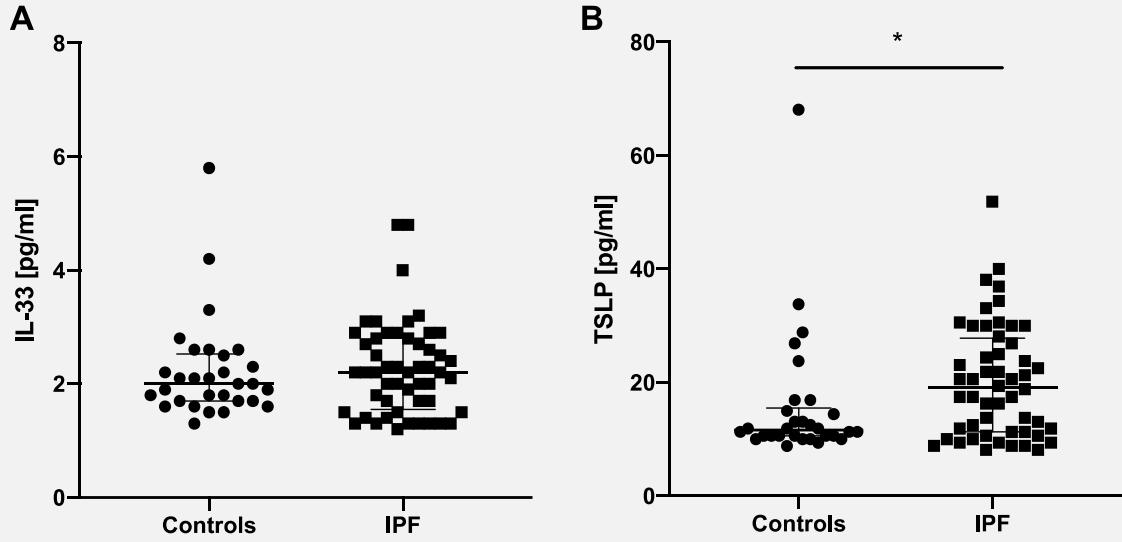 A
IL-33 [pg/ml]
8
6
4
2
0
Controls IPF
B
TSLP [pg/ml]
80
60
40
20
0
*
Controls IPF